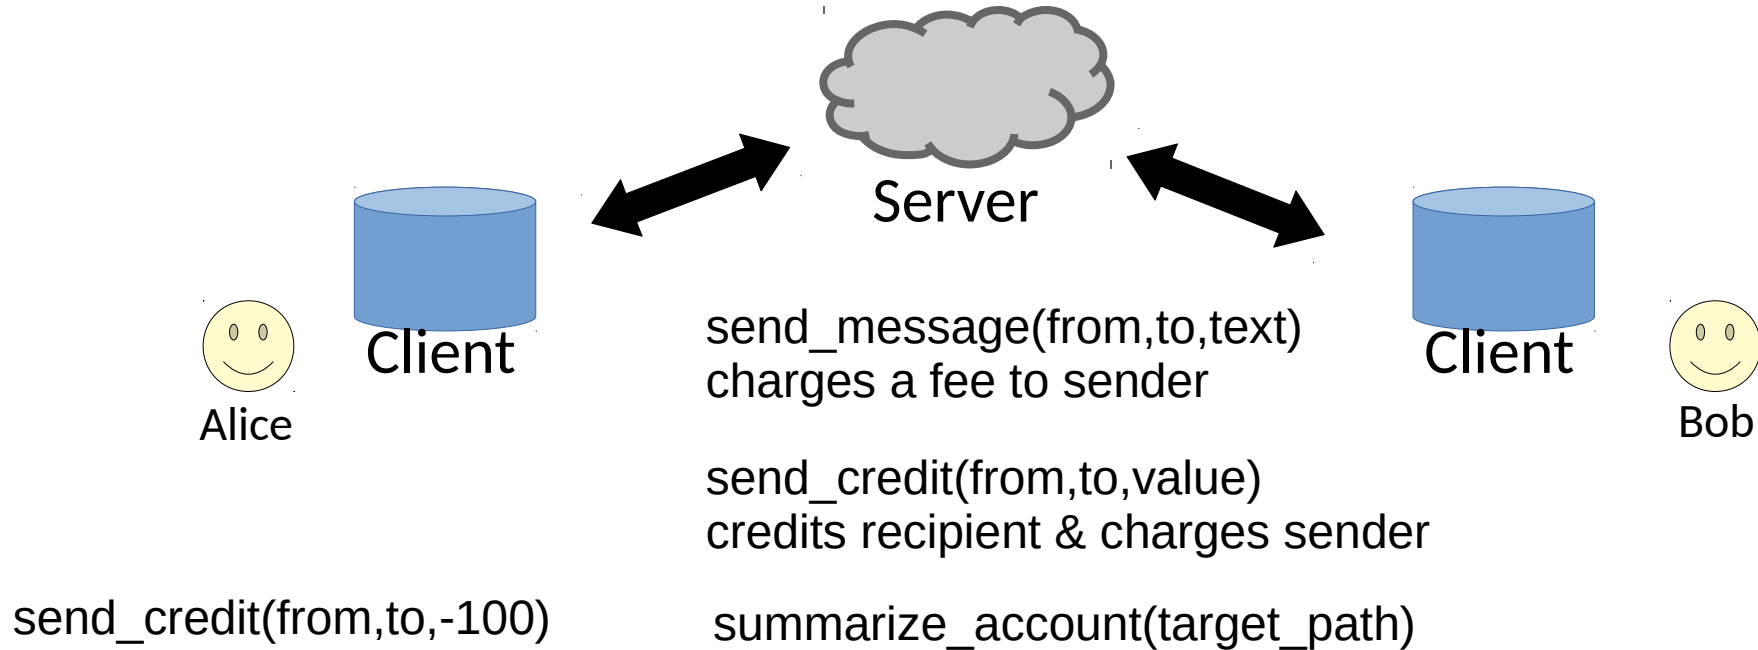 Server
Client
Client
Alice
Bob
send_message(from,to,text)
charges a fee to sender
send_credit(from,to,value)
credits recipient & charges sender
send_credit(from,to,-100)
summarize_account(target_path)